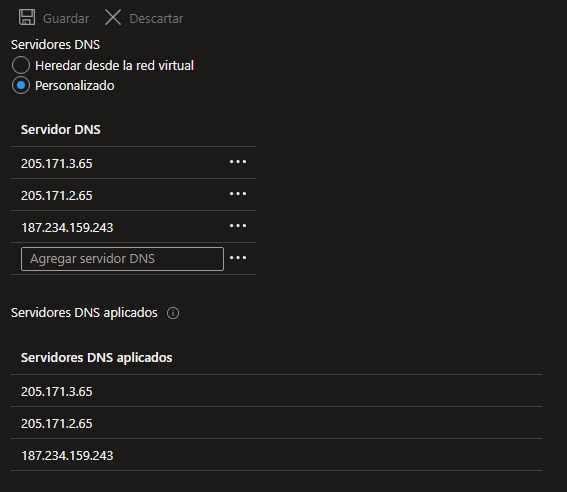 Guardar Descartar
Servidores DNS
Heredar desde la red virtual
Personalizado
Servidor DNS
205.171.3.65
205.171.2.65
187.234.159.243
Agregar servidor DNS
Servidores DNS aplicados
Servidores DNS aplicados
205.171.3.65
205.171.2.65
187.234.159.243